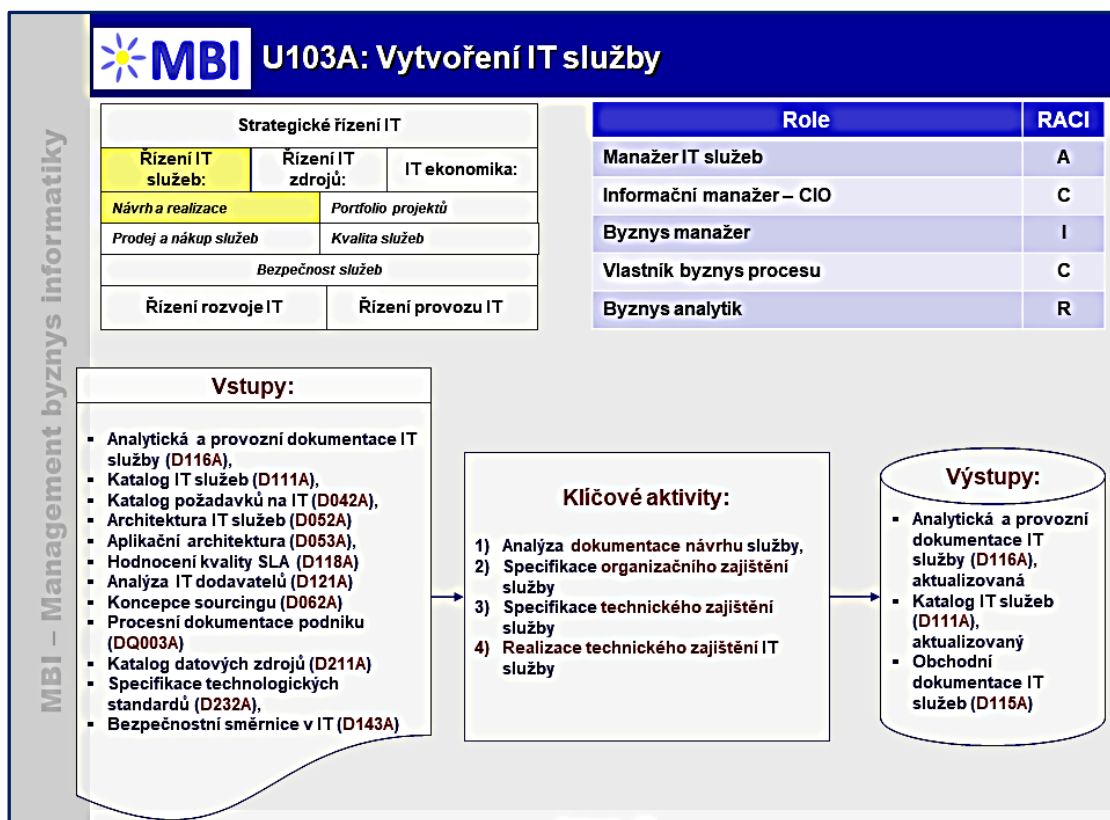 MBI
U103A: Vytvoření IT služby
MBI – Management byznys informatiky
Strategické řízení IT
Řízení IT
služeb:
Řízení IT
zdrojů:
IT ekonomika:
Návrh a realizace
Portfolio projektů
Prodej a nákup služeb
Kvalita služeb
Bezpečnost služeb
Řízení rozvoje IT
Řízení provozu IT
Role RACI
Manažer IT služeb A
Informační manažer – CIO C
Byznys manažer I
Vlastník byznys procesu C
Byznys analytik R
Vstupy:
▪ Analytická a provozní dokumentace IT
služby (D116A),
▪ Katalog IT služeb (D111A),
▪ Katalog požadavků na IT (D042A),
▪ Architektura IT služeb (D052A)
▪ Aplikační architektura (D053A),
▪ Hodnocení kvality SLA (D118A)
▪ Analýza IT dodavatelů (D121A)
▪ Koncepce sourcingu (D062A)
▪ Procesní dokumentace podniku
(DQ003A)
▪ Katalog datových zdrojů (D211A)
▪ Specifikace technologických
standardů (D232A),
▪ Bezpečnostní směrnice v IT (D143A)
Klíčové aktivity:
1) Analýza dokumentace návrhu služby,
2) Specifikace organizačního zajištění
služby
3) Specifikace technického zajištění
služby
4) Realizace technického zajištění IT
služby
Výstupy:
▪ Analytická a provozní
dokumentace IT
služby (D116A),
aktualizovaná
▪ Katalog IT služeb
(D111A),
aktualizovaný
▪ Obchodní
dokumentace IT
služeb (D115A)